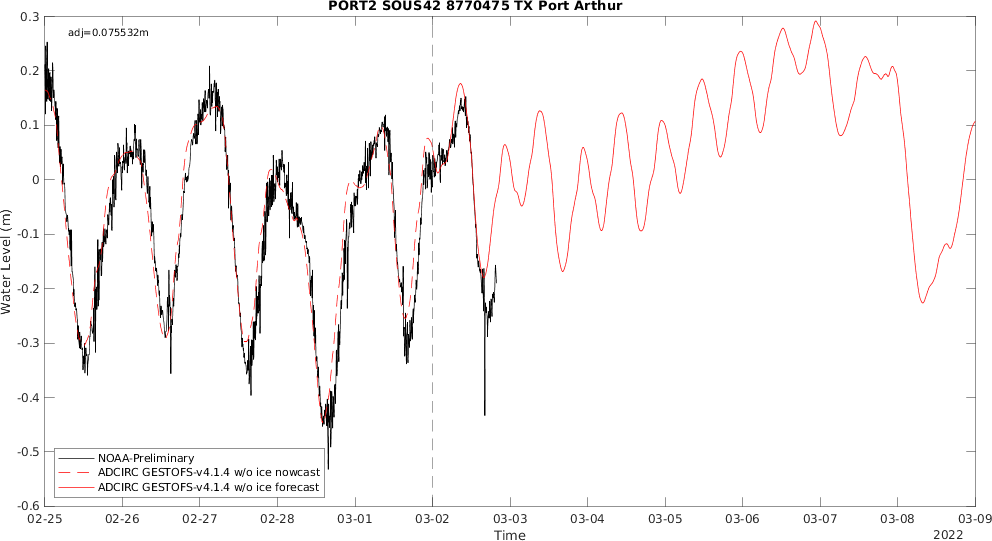 PORT2 SOUS42 8770475 TX Port Arthur
adj=0.075532m
0.3
0.2
0.1
0
-0.1
-0.2
-0.3
-0.4
-0.5
-0.6
Water Level (m)
NOAA-Preliminary
ADCIRC GESTOFS-v4.1.4 w/o ice nowcast
ADCIRC GESTOFS-v4.1.4 w/o ice forecast
02-25 02-26 02-27 02-28 03-01 03-02 03-03 03-04 03-05 03-06 03-07 03-08 03-09
Time
2022